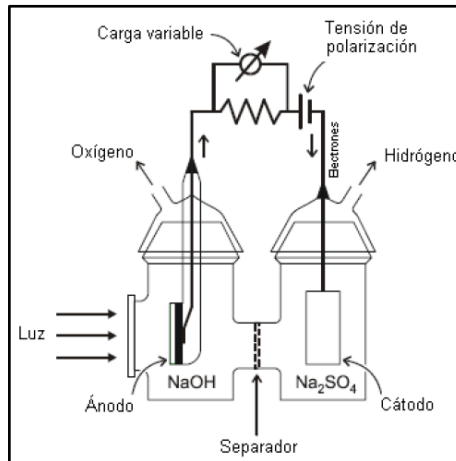 Tensión de
polarización
Carga variable
Oxígeno
Electrones
Hidrógeno
Luz
Ánodo
NaOH
Na₂SO₄
Cátodo
Separador